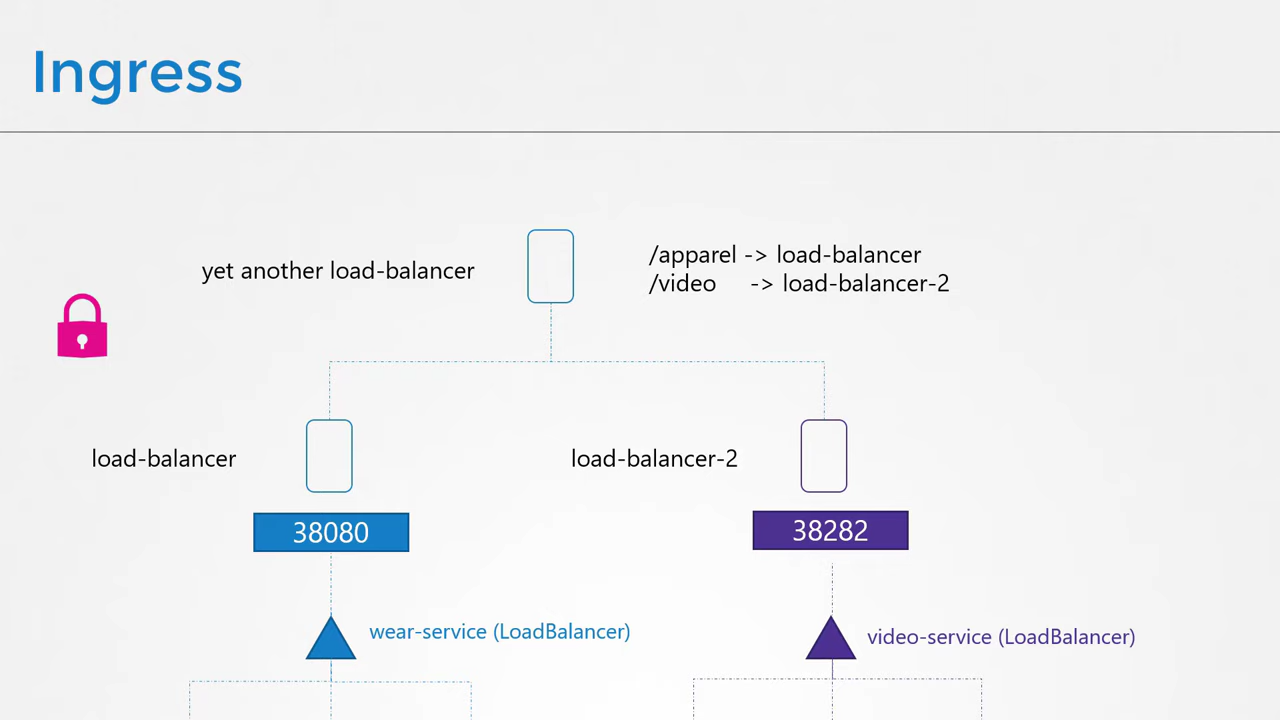 Ingress
yet another load-balancer
/apparel -> load-balancer
/video -> load-balancer-2
load-balancer
load-balancer-2
38080
38282
wear-service (LoadBalancer)
video-service (LoadBalancer)